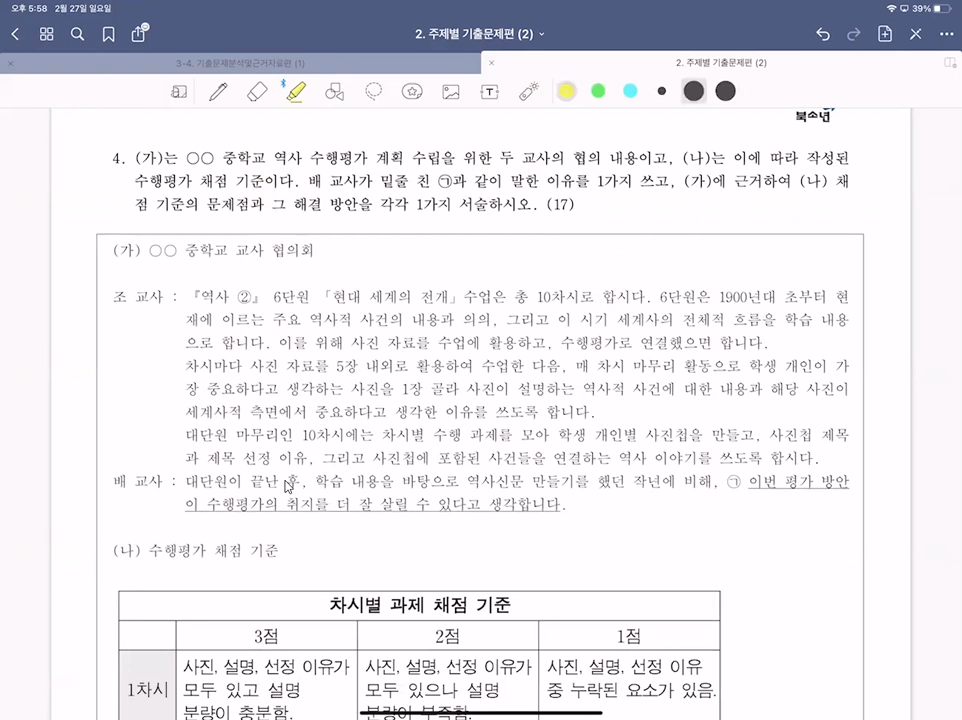 오후 5:58 2월 27일 일요일
39%
2. 주제별 기출문제편 (2)
3-4. 기출문제분석및근거자료편 (1)
2. 주제별 기출문제편 (2)
북소년
4. (가)는 ○○ 중학교 역사 수행평가 계획 수립을 위한 두 교사의 협의 내용이고, (나)는 이에 따라 작성된
수행평가 채점 기준이다. 배 교사가 밑줄 친 ㉠과 같이 말한 이유를 1가지 쓰고, (가)에 근거하여 (나) 채
점 기준의 문제점과 그 해결 방안을 각각 1가지 서술하시오. (17)
(가) ○○ 중학교 교사 협의회
조 교사 : 『역사 ②』 6단원 「현대 세계의 전개」수업은 총 10차시로 합시다. 6단원은 1900년대 초부터 현
재에 이르는 주요 역사적 사건의 내용과 의의, 그리고 이 시기 세계사의 전체적 흐름을 학습 내용
으로 합니다. 이를 위해 사진 자료를 수업에 활용하고, 수행평가로 연결했으면 합니다.
차시마다 사진 자료를 5장 내외로 활용하여 수업한 다음, 매 차시 마무리 활동으로 학생 개인이 가
장 중요하다고 생각하는 사진을 1장 골라 사진이 설명하는 역사적 사건에 대한 내용과 해당 사진이
세계사적 측면에서 중요하다고 생각한 이유를 쓰도록 합니다.
대단원 마무리인 10차시에는 차시별 수행 과제를 모아 학생 개인별 사진첩을 만들고, 사진첩 제목
과 제목 선정 이유, 그리고 사진첩에 포함된 사건들을 연결하는 역사 이야기를 쓰도록 합시다.
배 교사 : 대단원이 끝난 후, 학습 내용을 바탕으로 역사신문 만들기를 했던 작년에 비해, ㉠ 이번 평가 방안
이 수행평가의 취지를 더 잘 살릴 수 있다고 생각합니다.
(나) 수행평가 채점 기준
차시별 과제 채점 기준
3점 2점 1점
1차시
사진, 설명, 선정 이유가
모두 있고 설명
분량이 충분함.
사진, 설명, 선정 이유가
모두 있으나 설명
분량이 부족함.
사진, 설명, 선정 이유
중 누락된 요소가 있음.